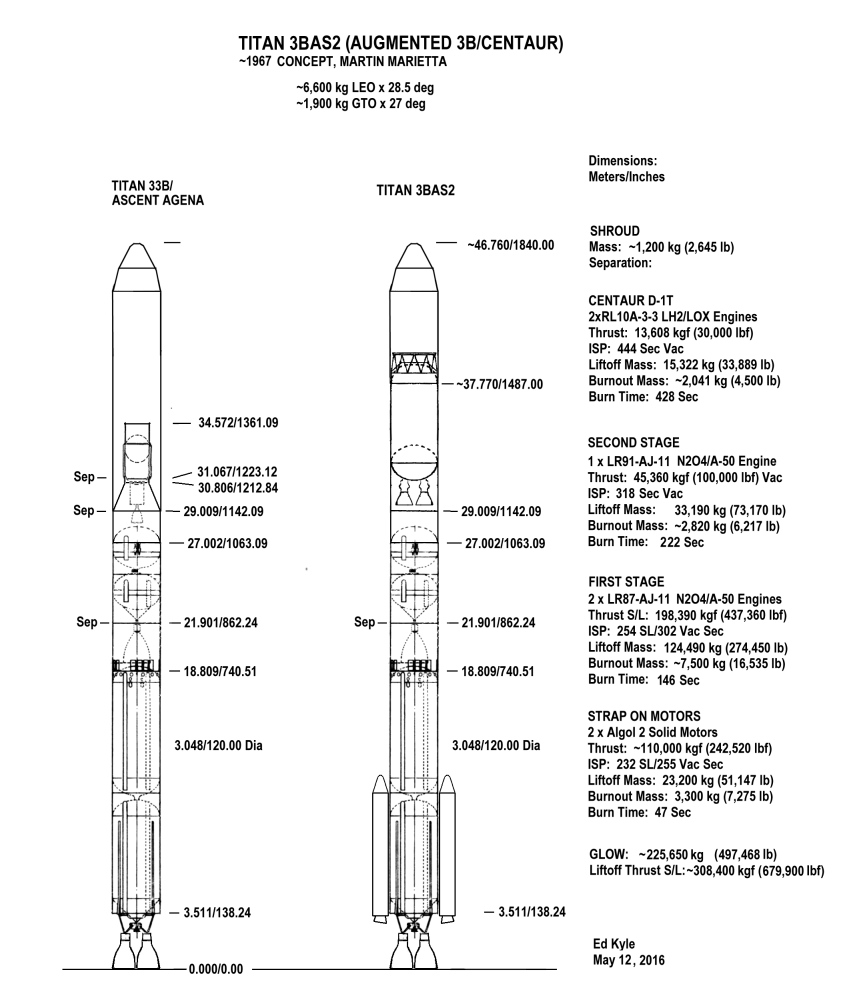 TITAN 3BAS2 (AUGMENTED 3B/CENTAUR)
~1967 CONCEPT, MARTIN MARIETTA
~6,600 kg LEO x 28.5 deg
~1,900 kg GTO x 27 deg
TITAN 33B/
ASCENT AGENA
34.572/1361.09
Sep
31.067/1223.12
30.806/1212.84
Sep
29.009/1142.09
27.002/1063.09
Sep
21.901/862.24
18.809/740.51
3.048/120.00 Dia
3.511/138.24
0.000/0.00
TITAN 3BAS2
~46.760/1840.00
~37.770/1487.00
29.009/1142.09
27.002/1063.09
Sep
21.901/862.24
18.809/740.51
3.048/120.00 Dia
3.511/138.24
Dimensions:
Meters/Inches
SHROUD
Mass: ~1,200 kg (2,645 lb)
Separation:
CENTAUR D-1T
2xRL10A-3-3 LH2/LOX Engines
Thrust: 13,608 kgf (30,000 lbf)
ISP: 444 Sec Vac
Liftoff Mass: 15,322 kg (33,889 lb)
Burnout Mass: ~2,041 kg (4,500 lb)
Burn Time: 428 Sec
SECOND STAGE
1 x LR91-AJ-11 N2O4/A-50 Engine
Thrust: 45,360 kgf (100,000 lbf) Vac
ISP: 318 Sec Vac
Liftoff Mass: 33,190 kg (73,170 lb)
Burnout Mass: ~2,820 kg (6,217 lb)
Burn Time: 222 Sec
FIRST STAGE
2 x LR87-AJ-11 N2O4/A-50 Engines
Thrust S/L: 198,390 kgf (437,360 lbf)
ISP: 254 SL/302 Vac Sec
Liftoff Mass: 124,490 kg (274,450 lb)
Burnout Mass: ~7,500 kg (16,535 lb)
Burn Time: 146 Sec
STRAP ON MOTORS
2 x Algol 2 Solid Motors
Thrust: ~110,000 kgf (242,520 lbf)
ISP: 232 SL/255 Vac Sec
Liftoff Mass: 23,200 kg (51,147 lb)
Burnout Mass: 3,300 kg (7,275 lb)
Burn Time: 47 Sec
GLOW: ~225,650 kg (497,468 lb)
Liftoff Thrust S/L:~308,400 kgf (679,900 lbf)
Ed Kyle
May 12, 2016